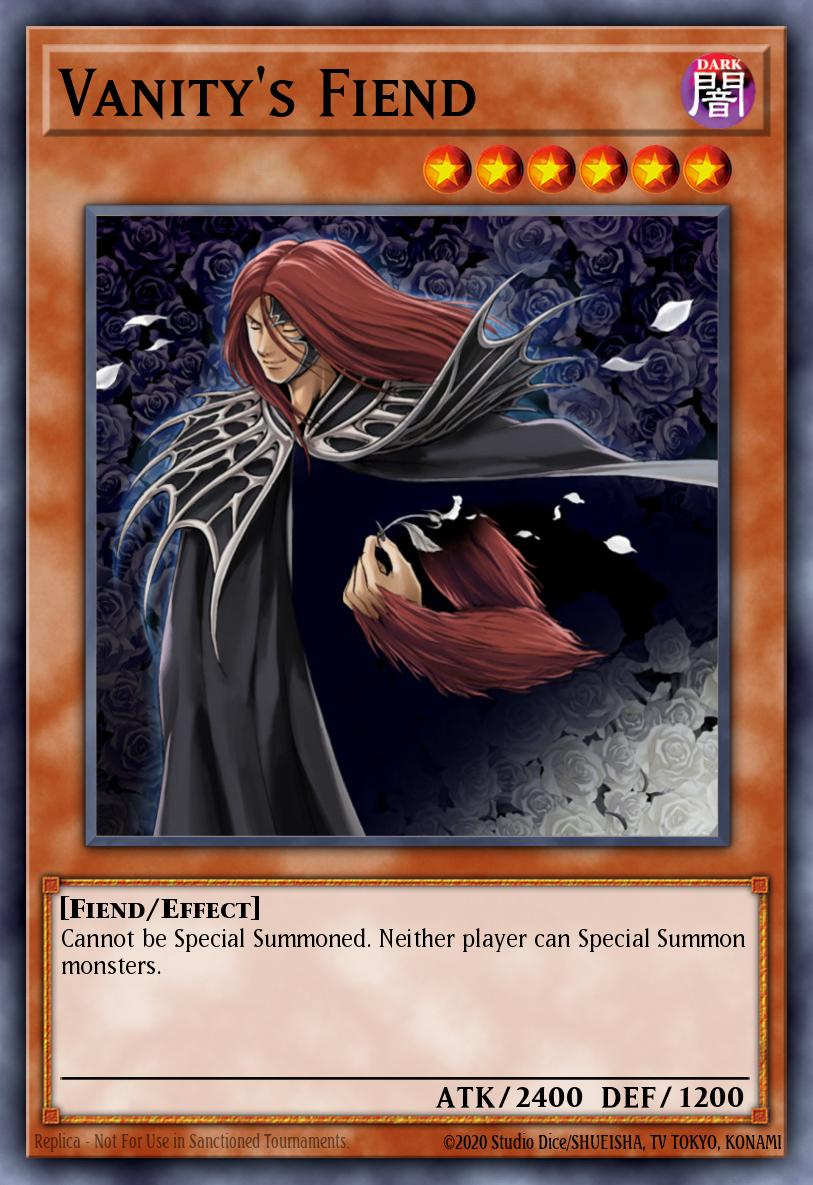 Vanity's Fiend
DARK
闇
[Fiend/Effect]
Cannot be Special Summoned. Neither player can Special Summon
monsters.
ATK/2400 DEF/1200
Replica - Not For Use in Sanctioned Tournaments.
©2020 Studio Dice/SHUEISHA, TV TOKYO, KONAMI